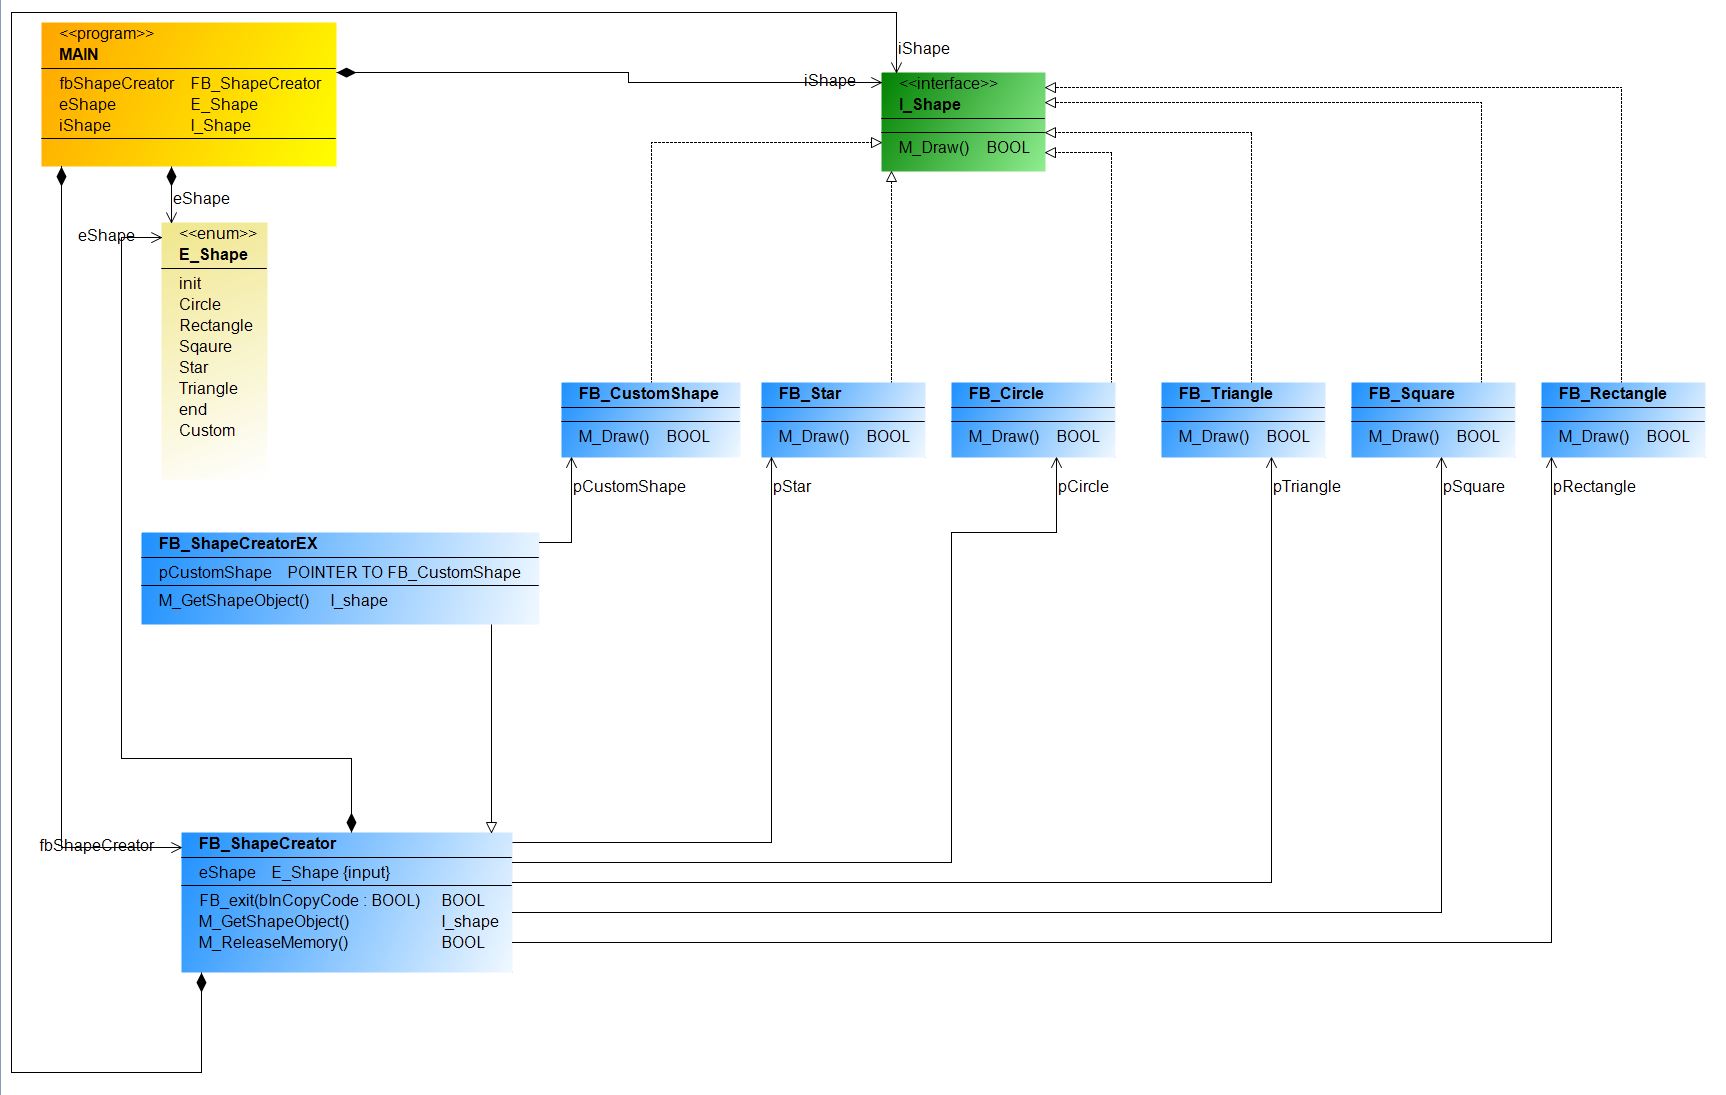 <<program>>
MAIN
fbShapeCreator FB_ShapeCreator
eShape E_Shape
iShape I_Shape
iShape
iShape
<<interface>>
I_Shape
M_Draw() BOOL
eShape
eShape
<<enum>>
E_Shape
init
Circle
Rectangle
Sqaure
Star
Triangle
end
Custom
FB_CustomShape
M_Draw() BOOL
FB_Star
M_Draw() BOOL
FB_Circle
M_Draw() BOOL
FB_Triangle
M_Draw() BOOL
FB_Square
M_Draw() BOOL
FB_Rectangle
M_Draw() BOOL
pCustomShape
pStar
pCircle
pTriangle
pSquare
pRectangle
FB_ShapeCreatorEX
pCustomShape POINTER TO FB_CustomShape
M_GetShapeObject() I_shape
fbShapeCreator
FB_ShapeCreator
eShape E_Shape {input}
FB_exit(bInCopyCode : BOOL) BOOL
M_GetShapeObject() I_shape
M_ReleaseMemory() BOOL